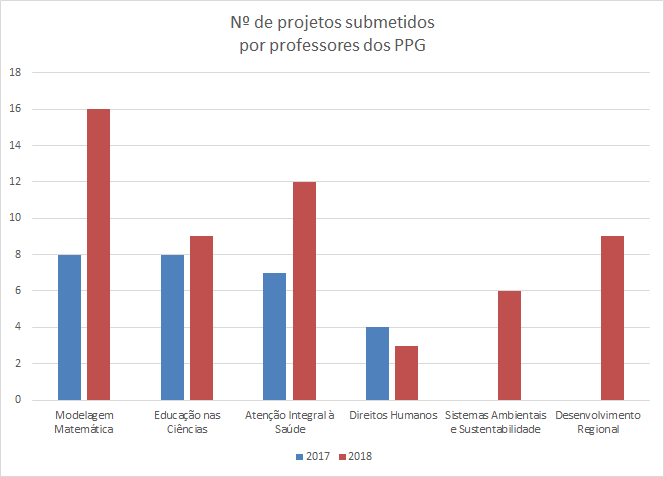 Nº de projetos submetidos
por professores dos PPG
18
16
14
12
10
8
6
4
2
0
Modelagem
Matemática
Educação nas
Ciências
Atenção Integral à
Saúde
Direitos Humanos
Sistemas Ambientais
e Sustentabilidade
Desenvolvimento
Regional
2017 2018